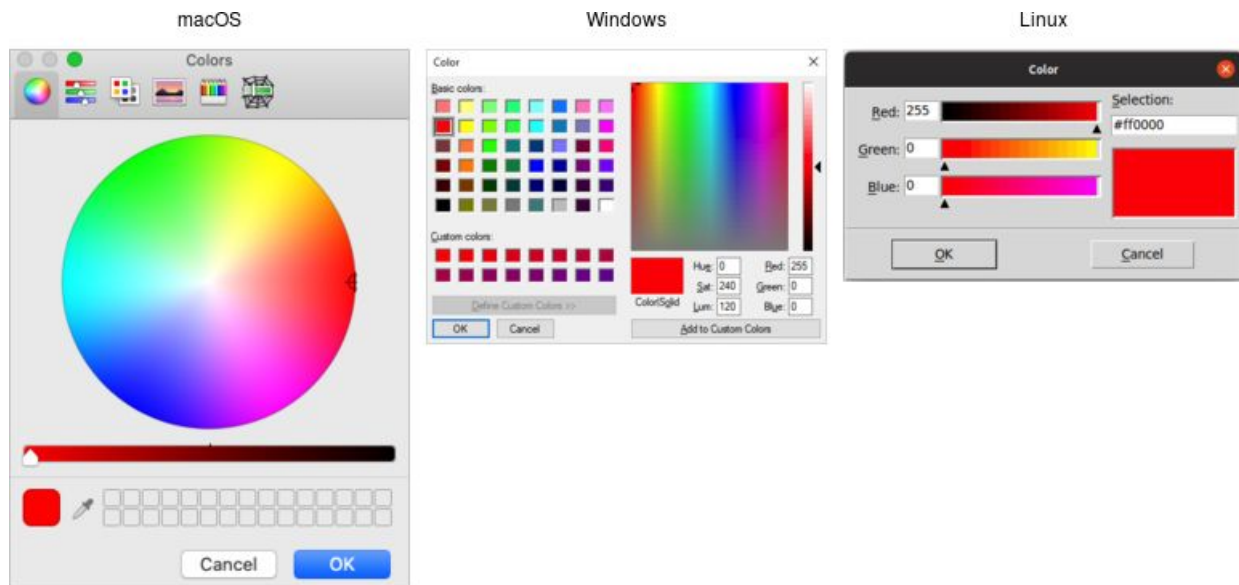 macOS
Windows
Linux
Colors
Cancel
OK
Color
Basic colors:
Custom colors:
Define Custom Colors >>
OK
Cancel
Color|Solid
Hue: 0
Sat: 240
Lum: 120
Red: 255
Green: 0
Blue: 0
Add to Custom Colors
Color
Red: 255
Green: 0
Blue: 0
Selection:
#ff0000
OK
Cancel